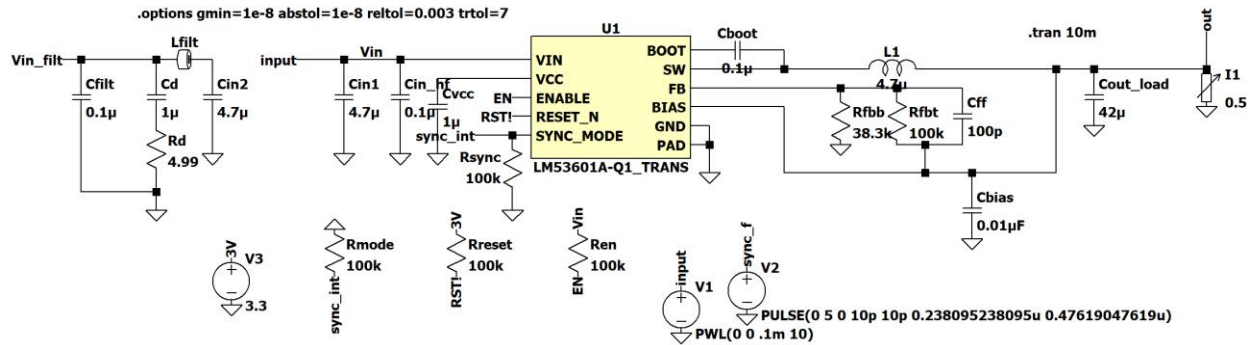 .options gmin=1e-8 abstol=1e-8 reltol=0.003 trtol=7
Vin_filt
Lfilt
Cfilt
0.1µ
Cd
1µ
Cin2
4.7µ
Rd
4.99
input
Vin
Cin1
4.7µ
Cin_hf
0.1µ
Cvcc
1µ
EN
RST!
sync_int
Rsync
100k
U1
VIN
VCC
ENABLE
RESET_N
SYNC_MODE
BOOT
SW
FB
BIAS
GND
PAD
LM53601A-Q1_TRANS
Cboot
0.1µ
L1
4.7µ
Rfbb
38.3k
Rfbt
100k
Cff
100p
.tran 10m
out
Cout_load
42µ
I1
0.5
Cbias
0.01µF
3V
V3
3.3
Rmode
100k
sync_int
3V
Rreset
100k
RST!
Vin
Ren
100k
EN
input
V1
PWL(0 0 .1m 10)
sync_f
V2
PULSE(0 5 0 10p 10p 0.238095238095u 0.47619047619u)